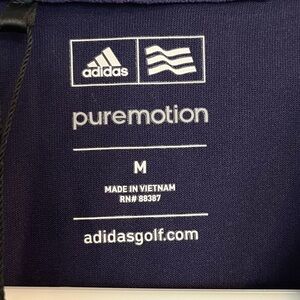 adidas
puremotion
M
MADE IN VIETNAM
RN# 88387
adidasgolf.com